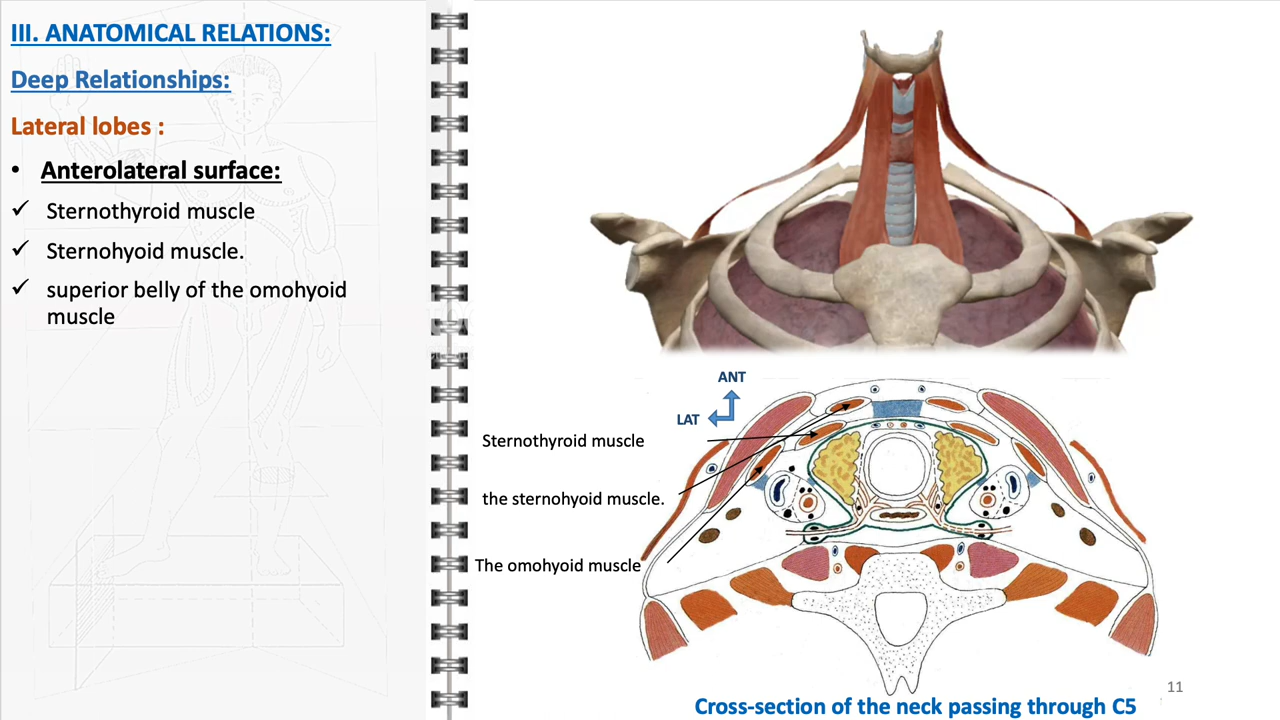 III. ANATOMICAL RELATIONS:
Deep Relationships:
Lateral lobes :
• Anterolateral surface:
✓ Sternothyroid muscle
✓ Sternohyoid muscle.
✓ superior belly of the omohyoid
muscle
ANT
LAT
Sternothyroid muscle
the sternohyoid muscle.
The omohyoid muscle
11
Cross-section of the neck passing through C5